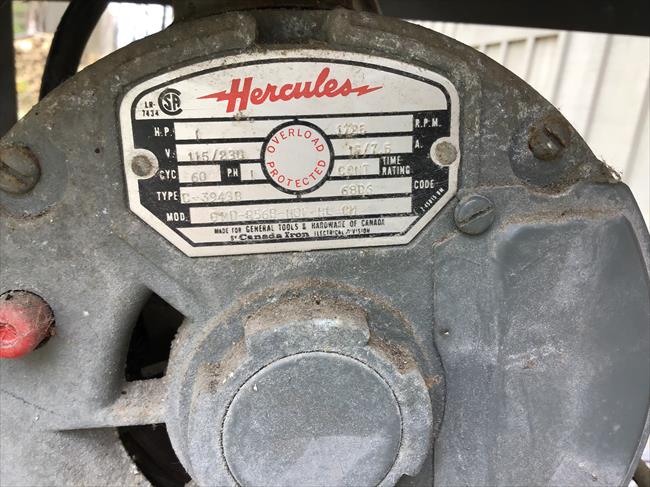 Hercules
LR-
7434
SA
H.P. 1 1725 R.P.M.
V. 115/230 15/7.5 A.
CYC 60 PH 1 CONT TIME RATING
OVERLOAD
PROTECTED
TYPE C-3943B 68D6 CODE
MOD.
MADE FOR GENERAL TOOLS & HARDWARE OF CANADA
Canada Iron ELECTRICAL DIVISION